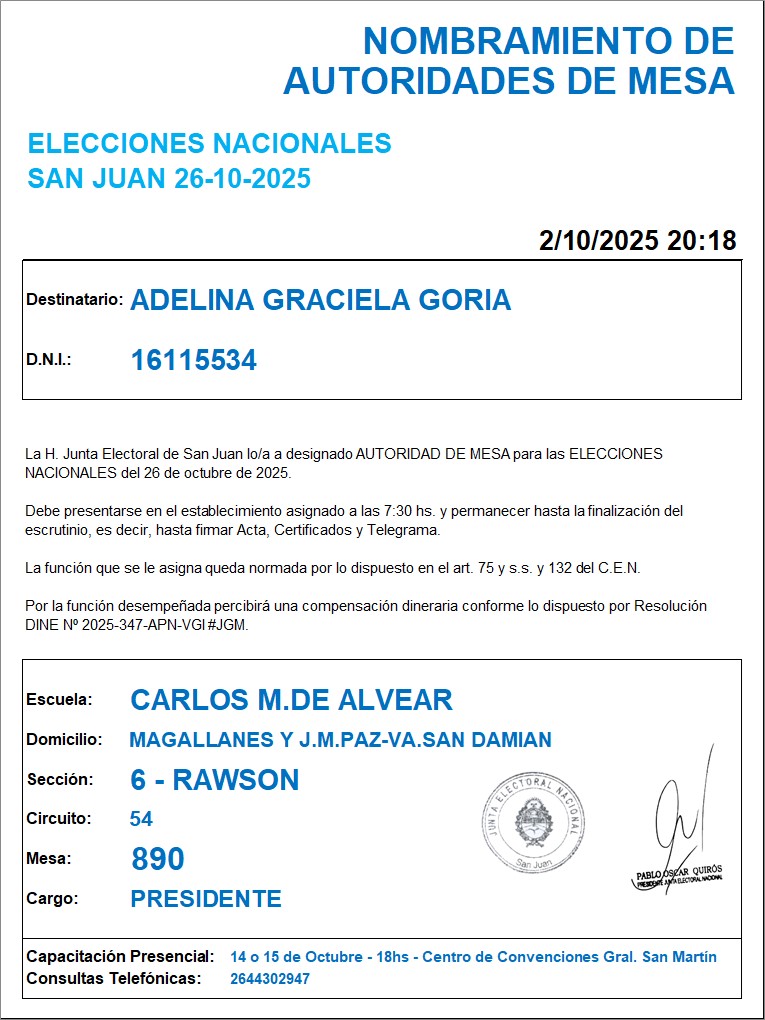 NOMBRAMIENTO DE
AUTORIDADES DE MESA
ELECCIONES NACIONALES
SAN JUAN 26-10-2025
2/10/2025 20:18
Destinatario: ADELINA GRACIELA GORIA
D.N.I.: 16115534
La H. Junta Electoral de San Juan lo/a a designado AUTORIDAD DE MESA para las ELECCIONES
NACIONALES del 26 de octubre de 2025.
Debe presentarse en el establecimiento asignado a las 7:30 hs. y permanecer hasta la finalización del
escrutinio, es decir, hasta firmar Acta, Certificados y Telegrama.
La función que se le asigna queda normada por lo dispuesto en el art. 75 y s.s. y 132 del C.E.N.
Por la función desempeñada percibirá una compensación dineraria conforme lo dispuesto por Resolución
DINE Nº 2025-347-APN-VGI#JGM.
Escuela: CARLOS M.DE ALVEAR
Domicilio: MAGALLANES Y J.M.PAZ-VA.SAN DAMIAN
Sección: 6 - RAWSON
Circuito: 54
Mesa: 890
Cargo: PRESIDENTE
JUNTA ELECTORAL NACIONAL
San Juan
PABLO OSCAR QUIRÓS
PRESIDENTE JUNTA ELECTORAL NACIONAL
Capacitación Presencial: 14 o 15 de Octubre - 18hs - Centro de Convenciones Gral. San Martín
Consultas Telefónicas: 2644302947